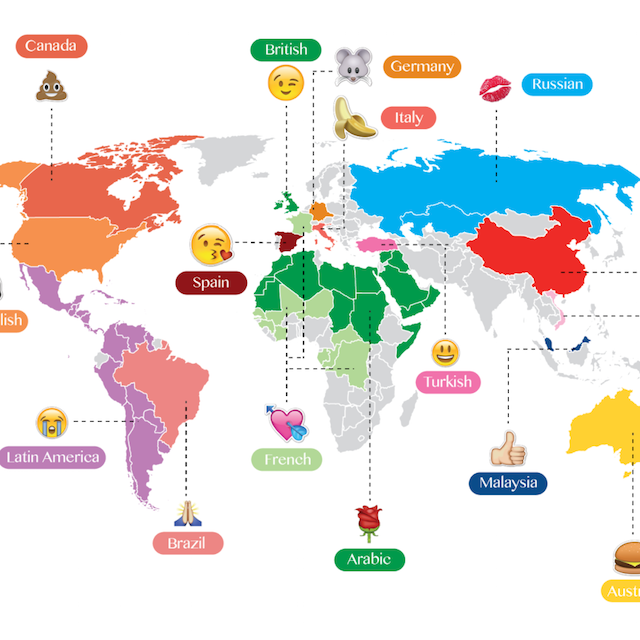 Canada
British
Germany
Russian
Italy
Spain
lish
Turkish
Latin America
French
Malaysia
Brazil
Arabic
Austr